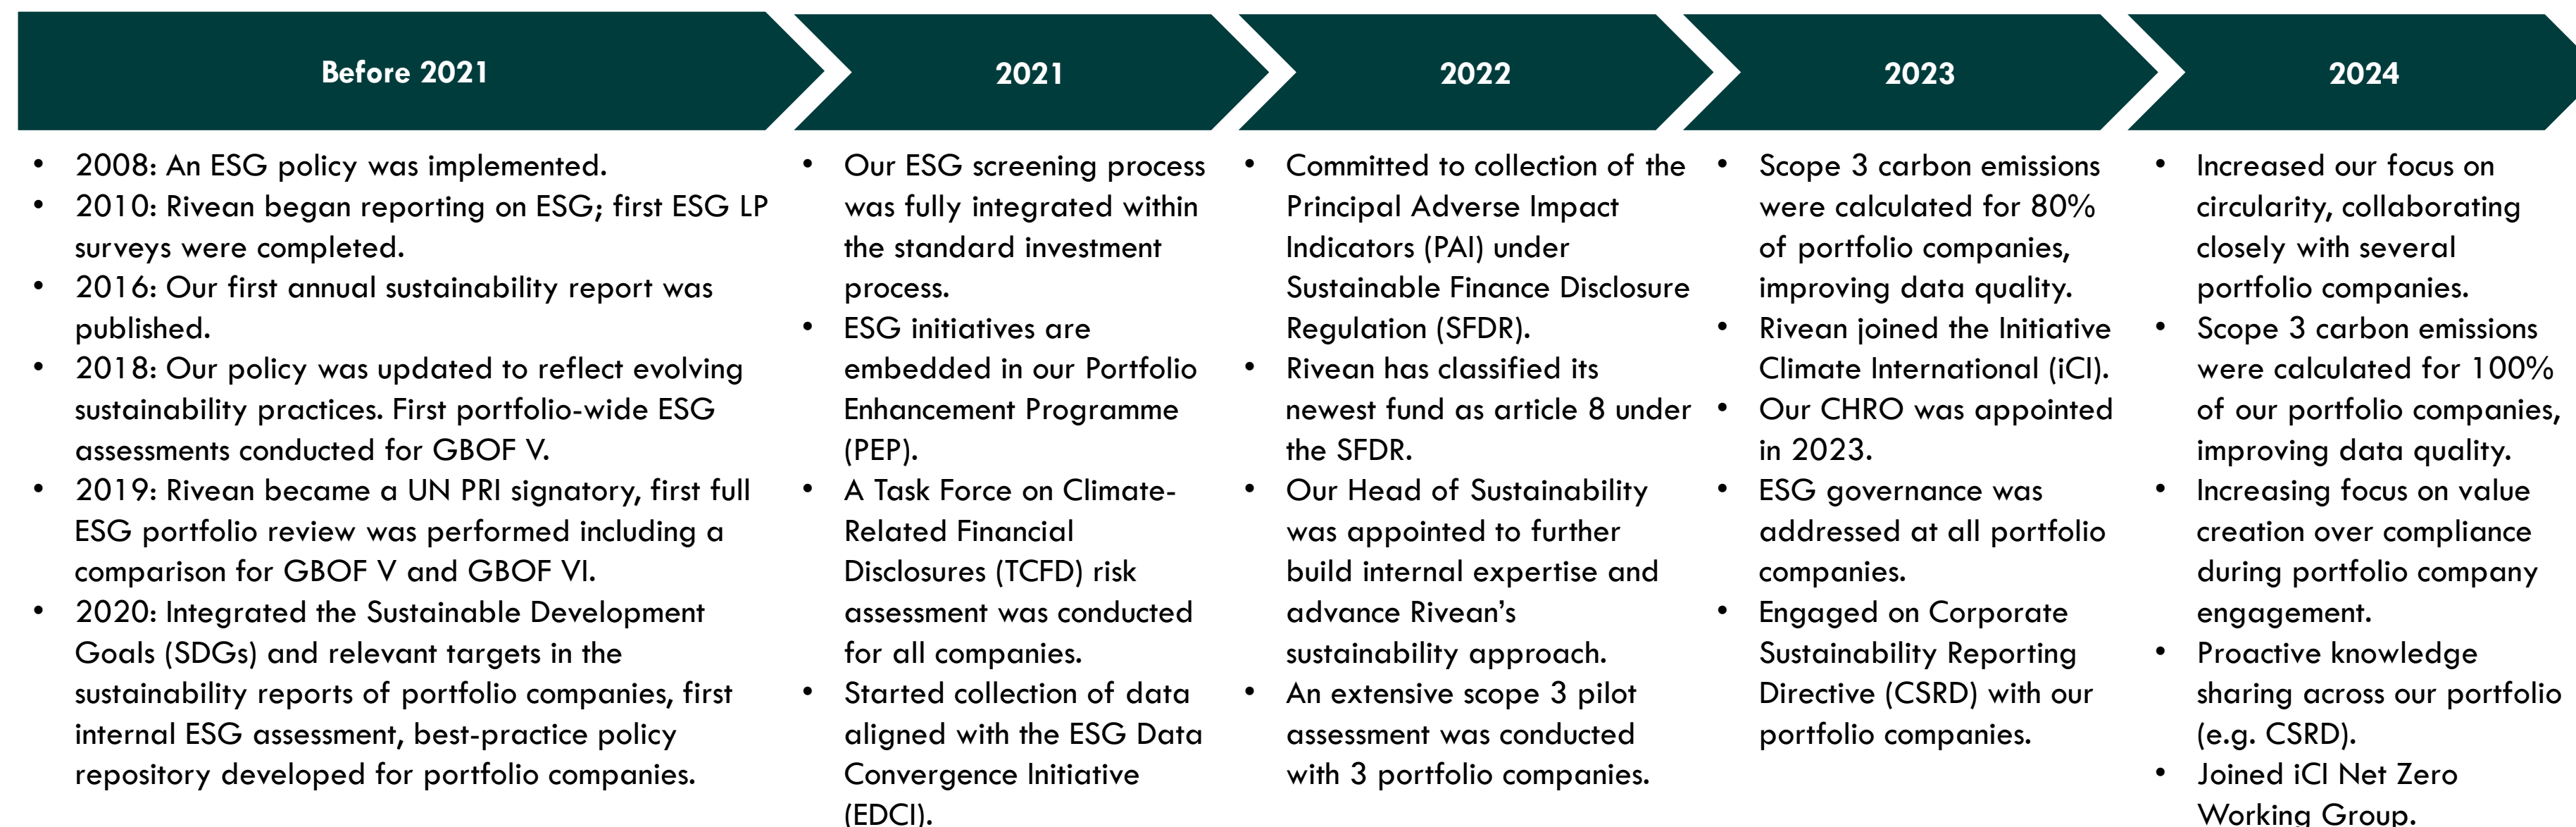 Before 2021
• 2008: An ESG policy was implemented.
• 2010: Rivean began reporting on ESG; first ESG LP
surveys were completed.
• 2016: Our first annual sustainability report was
published.
• 2018: Our policy was updated to reflect evolving
sustainability practices. First portfolio-wide ESG
assessments conducted for GBOF V.
• 2019: Rivean became a UN PRI signatory, first full
ESG portfolio review was performed including a
comparison for GBOF V and GBOF VI.
• 2020: Integrated the Sustainable Development
Goals (SDGs) and relevant targets in the
sustainability reports of portfolio companies, first
internal ESG assessment, best-practice policy
repository developed for portfolio companies.
2021
• Our ESG screening process
was fully integrated within
the standard investment
process.
• ESG initiatives are
embedded in our Portfolio
Enhancement Programme
(PEP).
• A Task Force on Climate-
Related Financial
Disclosures (TCFD) risk
assessment was conducted
for all companies.
• Started collection of data
aligned with the ESG Data
Convergence Initiative
(EDCI).
2022
• Committed to collection of the
Principal Adverse Impact
Indicators (PAI) under
Sustainable Finance Disclosure
Regulation (SFDR).
• Rivean has classified its
newest fund as article 8 under
the SFDR.
• Our Head of Sustainability
was appointed to further
build internal expertise and
advance Rivean’s
sustainability approach.
• An extensive scope 3 pilot
assessment was conducted
with 3 portfolio companies.
2023
• Scope 3 carbon emissions
were calculated for 80%
of portfolio companies,
improving data quality.
• Rivean joined the Initiative
Climate International (iCI).
• Our CHRO was appointed
in 2023.
• ESG governance was
addressed at all portfolio
companies.
• Engaged on Corporate
Sustainability Reporting
Directive (CSRD) with our
portfolio companies.
2024
• Increased our focus on
circularity, collaborating
closely with several
portfolio companies.
• Scope 3 carbon emissions
were calculated for 100%
of our portfolio companies,
improving data quality.
• Increasing focus on value
creation over compliance
during portfolio company
engagement.
• Proactive knowledge
sharing across our portfolio
(e.g. CSRD).
• Joined iCI Net Zero
Working Group.